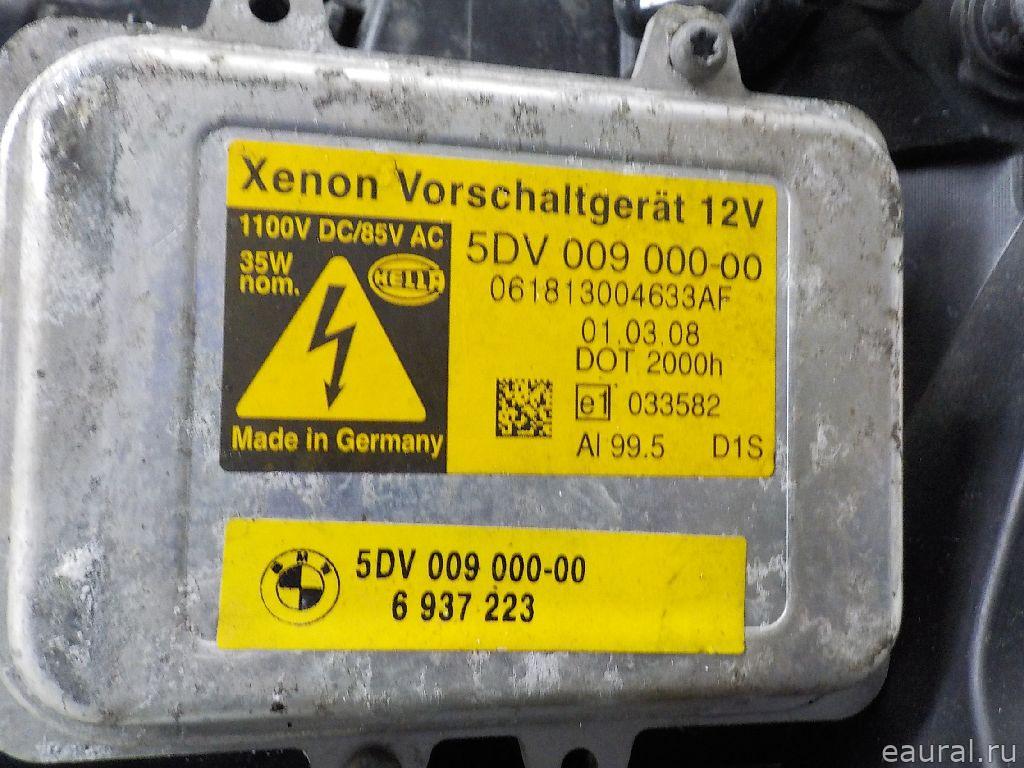 Xenon Vorschaltgerät 12V
1100V DC/85V AC
35W
nom.
HELLA
Made in Germany
5DV 009 000-00
061813004633AF
01.03.08
DOT 2000h
e1 033582
Al 99.5 D1S
BMW
5DV 009 000-00
6 937 223
eaural.ru